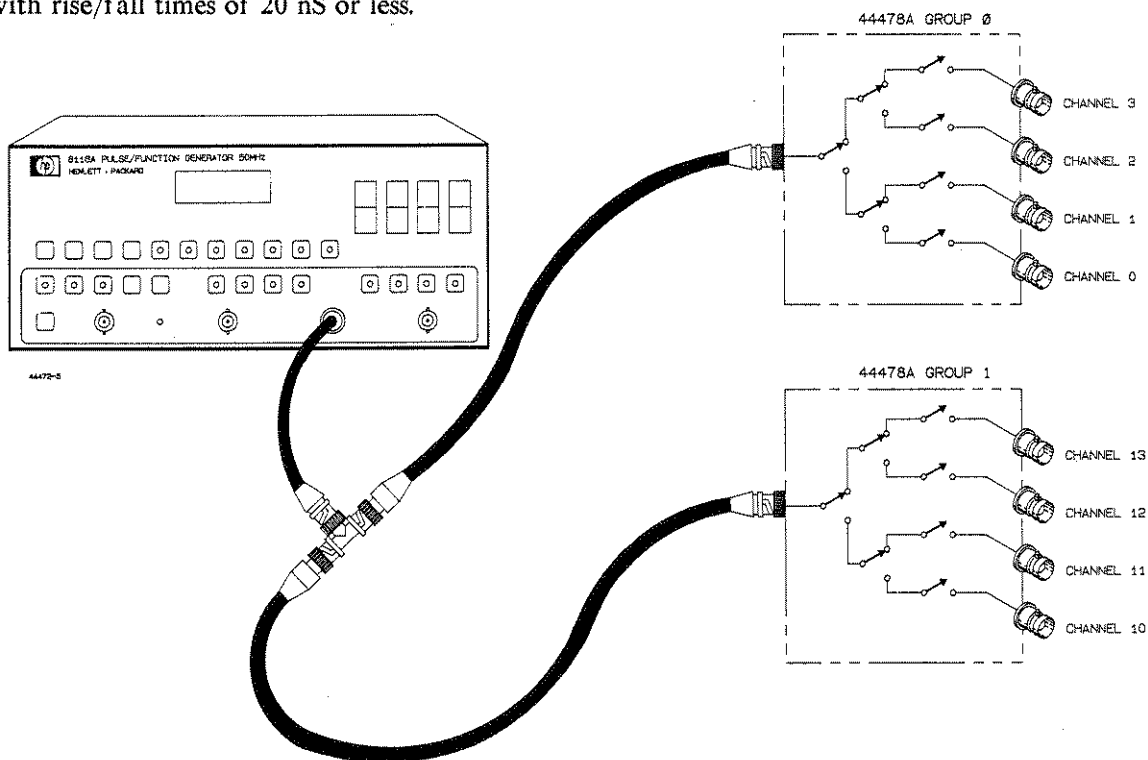 with rise/fall times of 20 nS or less.
44478A GROUP 0
CHANNEL 3
CHANNEL 2
CHANNEL 1
CHANNEL 0
hp
8116A PULSE/FUNCTION GENERATOR 50MHz
HEWLETT - PACKARD
44472-5
44478A GROUP 1
CHANNEL 13
CHANNEL 12
CHANNEL 11
CHANNEL 10